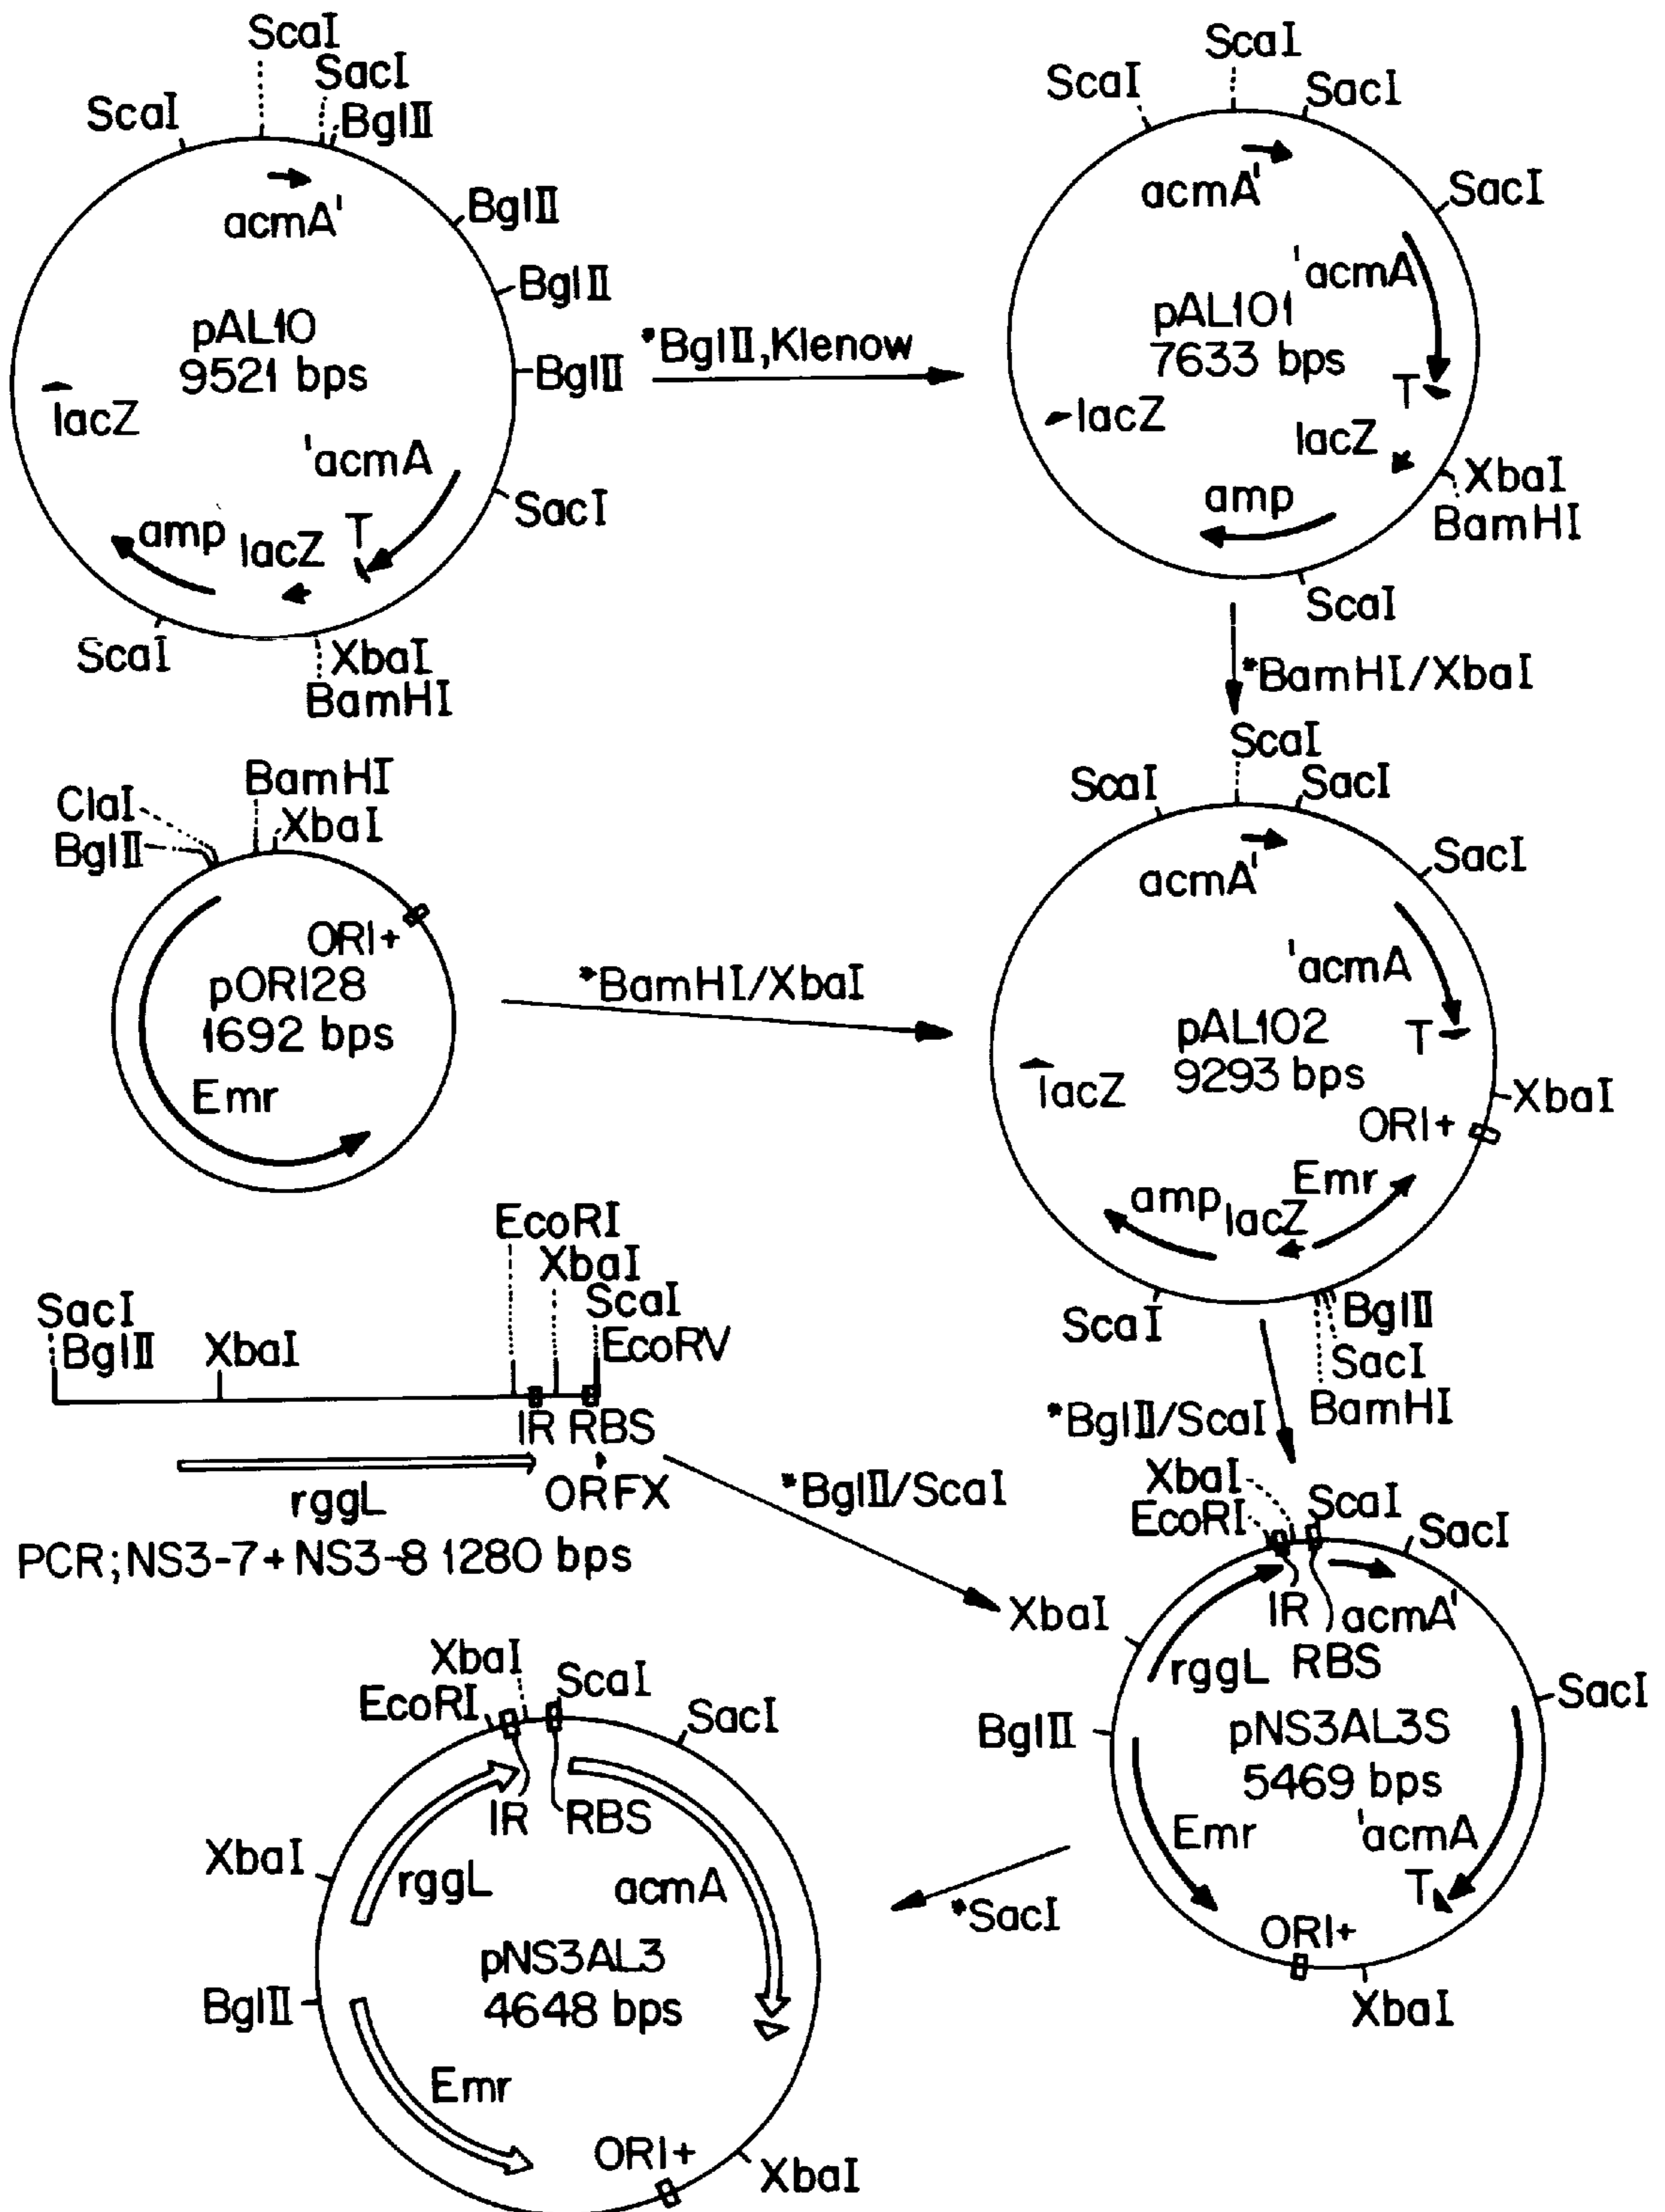 ScaI
SacI
ScaI
BglII
acmA'
BglII
BglII
pAL10
9521 bps
BglII
lacZ
'acmA
SacI
amp
lacZ
T
ScaI
XbaI
BamHI
*BglII,Klenow
ScaI
ScaI
SacI
acmA'
SacI
'acmA
pAL101
7633 bps
T
lacZ
lacZ
XbaI
amp
BamHI
ScaI
*BamHI/XbaI
BamHI
ClaI
XbaI
BglII
ORI+
pORI28
1692 bps
Emr
*BamHI/XbaI
ScaI
ScaI
SacI
acmA'
SacI
'acmA
pAL102
T
9293 bps
lacZ
XbaI
ORI+
Emr
amp
lacZ
ScaI
BglII
SacI
BamHI
*BglII/ScaI
EcoRI
XbaI
SacI
ScaI
BglII
XbaI
EcoRV
IR RBS
rggL
ORFX
PCR;NS3-7+NS3-8 1280 bps
*BglII/ScaI
XbaI
ScaI
EcoRI
SacI
XbaI
IR
acmA'
rggL
RBS
SacI
BglII
pNS3AL3S
5469 bps
Emr
'acmA
T
ORI+
XbaI
*SacI
XbaI
ScaI
EcoRI
SacI
IR
RBS
XbaI
rggL
acmA
pNS3AL3
BglII
4648 bps
Emr
ORI+
XbaI